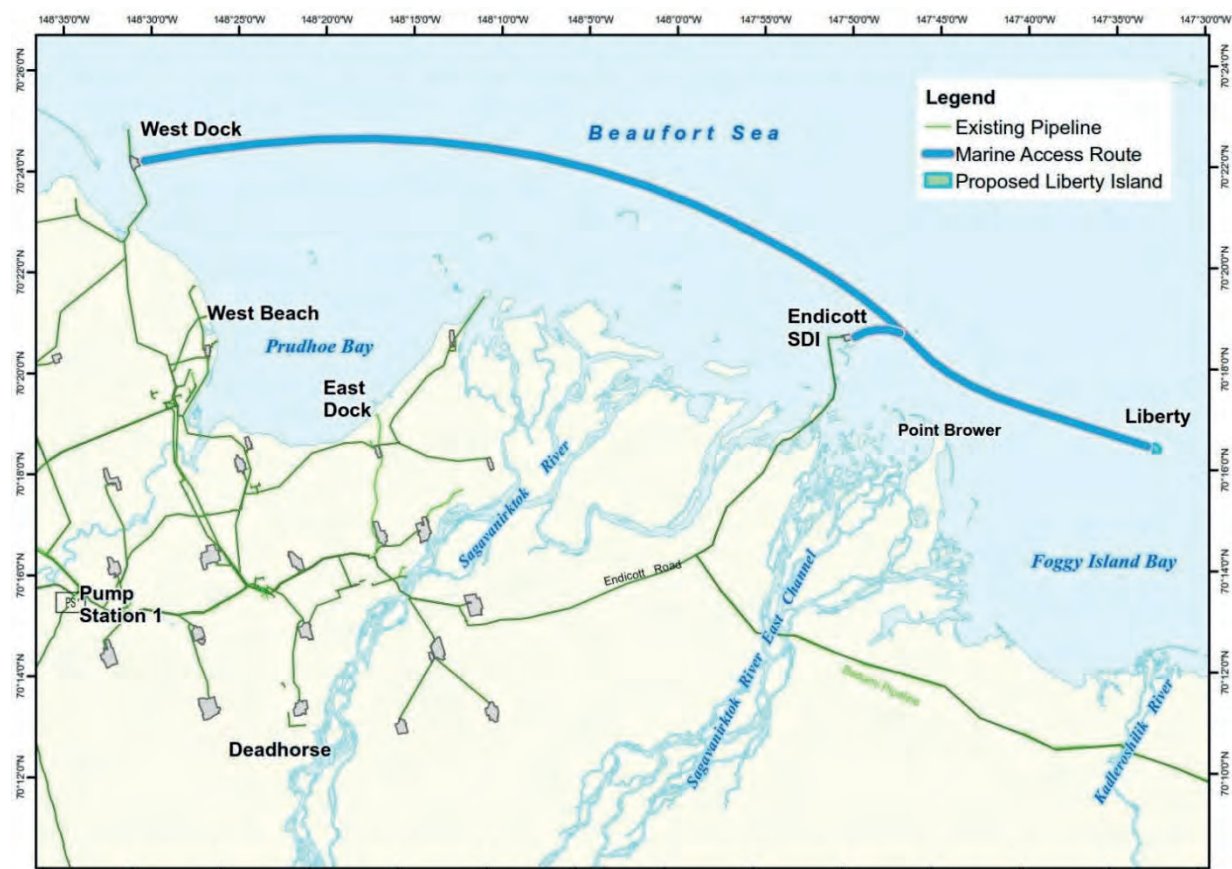 148°35'0"W 148°30'0"W 148°25'0"W 148°20'0"W 148°15'0"W 148°10'0"W 148°5'0"W 148°0'0"W 147°55'0"W 147°50'0"W 147°45'0"W 147°40'0"W 147°35'0"W 147°30'0"W
70°26'0"N
70°24'0"N
70°22'0"N
70°20'0"N
70°18'0"N
70°16'0"N
70°14'0"N
70°12'0"N
70°24'0"N
70°22'0"N
70°20'0"N
70°18'0"N
70°16'0"N
70°14'0"N
70°12'0"N
70°10'0"N
Legend
Existing Pipeline
Marine Access Route
Proposed Liberty Island
West Dock
Beaufort Sea
West Beach
Prudhoe Bay
Endicott
SDI
East
Dock
Liberty
Point Brower
Sagavanirktok River
Foggy Island Bay
Endicott Road
PS
Pump
Station 1
Sagavanirktok River East Channel
Badami Pipeline
Kadleroshilik River
Deadhorse